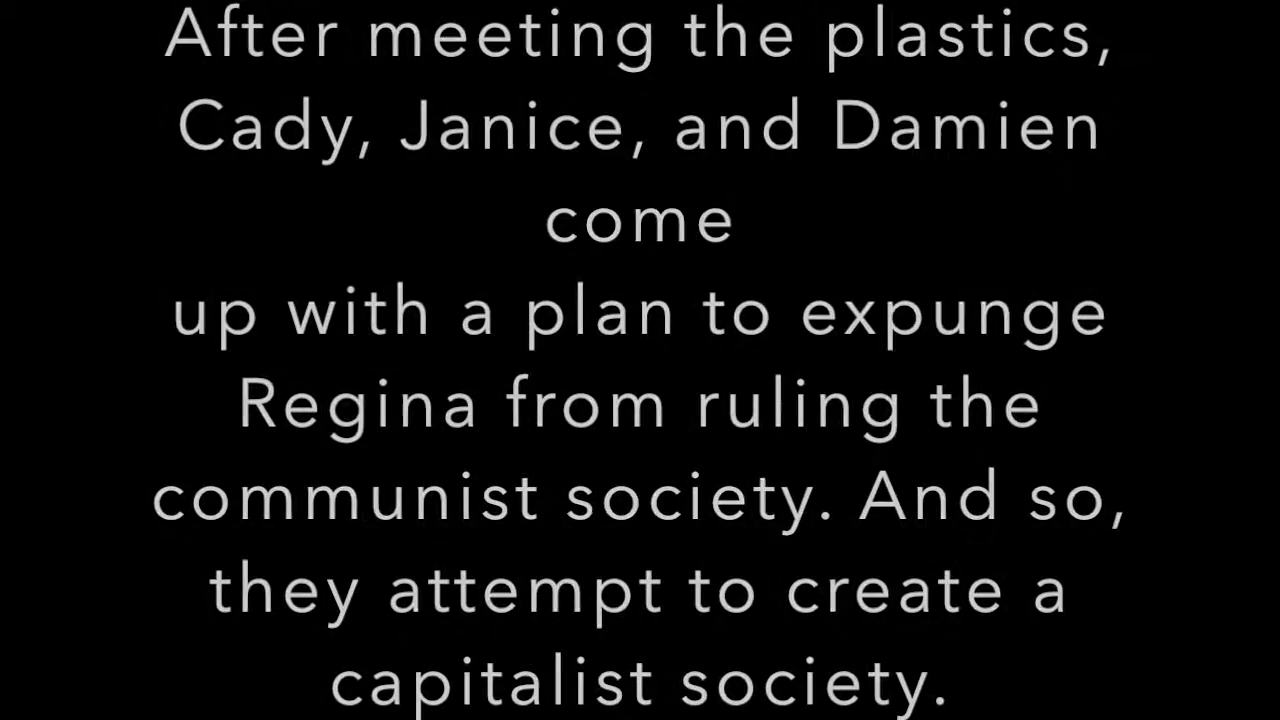 After meeting the plastics,
Cady, Janice, and Damien
come
up with a plan to expunge
Regina from ruling the
communist society. And so,
they attempt to create a
capitalist society.